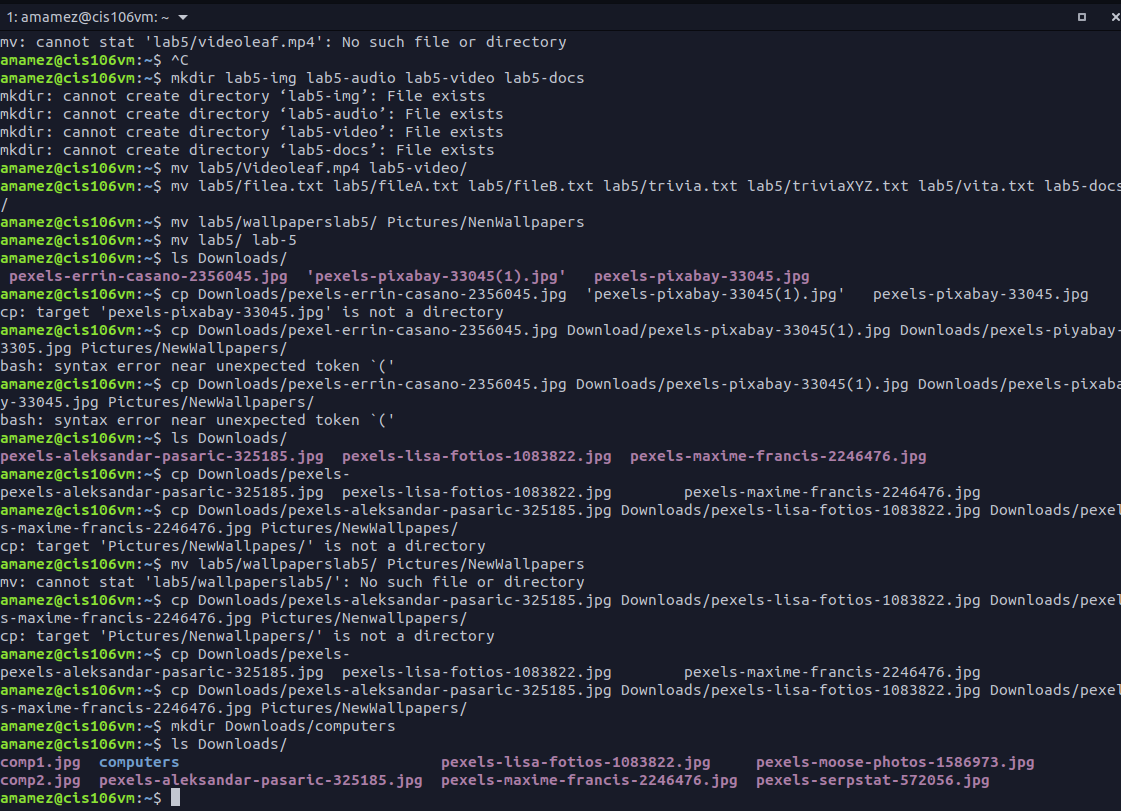 1: amamez@cis106vm: ~
mv: cannot stat 'lab5/videoleaf.mp4': No such file or directory
amamez@cis106vm:~$ ^C
amamez@cis106vm:~$ mkdir lab5-img lab5-audio lab5-video lab5-docs
mkdir: cannot create directory ‘lab5-img’: File exists
mkdir: cannot create directory ‘lab5-audio’: File exists
mkdir: cannot create directory ‘lab5-video’: File exists
mkdir: cannot create directory ‘lab5-docs’: File exists
amamez@cis106vm:~$ mv lab5/Videoleaf.mp4 lab5-video/
amamez@cis106vm:~$ mv lab5/filea.txt lab5/fileA.txt lab5/fileB.txt lab5/trivia.txt lab5/triviaXYZ.txt lab5/vita.txt lab5-docs
/
amamez@cis106vm:~$ mv lab5/wallpaperslab5/ Pictures/NenWallpapers
amamez@cis106vm:~$ mv lab5/ lab-5
amamez@cis106vm:~$ ls Downloads/
pexels-errin-casano-2356045.jpg  'pexels-pixabay-33045(1).jpg'   pexels-pixabay-33045.jpg
amamez@cis106vm:~$ cp Downloads/pexels-errin-casano-2356045.jpg  'pexels-pixabay-33045(1).jpg'   pexels-pixabay-33045.jpg
cp: target 'pexels-pixabay-33045.jpg' is not a directory
amamez@cis106vm:~$ cp Downloads/pexel-errin-casano-2356045.jpg Download/pexels-pixabay-33045(1).jpg Downloads/pexels-piyabay-
3305.jpg Pictures/NewWallpapers/
bash: syntax error near unexpected token `('
amamez@cis106vm:~$ cp Downloads/pexels-errin-casano-2356045.jpg Downloads/pexels-pixabay-33045(1).jpg Downloads/pexels-pixaba
y-33045.jpg Pictures/NewWallpapers/
bash: syntax error near unexpected token `('
amamez@cis106vm:~$ ls Downloads/
pexels-aleksandar-pasaric-325185.jpg  pexels-lisa-fotios-1083822.jpg  pexels-maxime-francis-2246476.jpg
amamez@cis106vm:~$ cp Downloads/pexels-
pexels-aleksandar-pasaric-325185.jpg  pexels-lisa-fotios-1083822.jpg        pexels-maxime-francis-2246476.jpg
amamez@cis106vm:~$ cp Downloads/pexels-aleksandar-pasaric-325185.jpg Downloads/pexels-lisa-fotios-1083822.jpg Downloads/pexel
s-maxime-francis-2246476.jpg Pictures/NewWallpapes/
cp: target 'Pictures/NewWallpapes/' is not a directory
amamez@cis106vm:~$ mv lab5/wallpaperslab5/ Pictures/NewWallpapers
mv: cannot stat 'lab5/wallpaperslab5/': No such file or directory
amamez@cis106vm:~$ cp Downloads/pexels-aleksandar-pasaric-325185.jpg Downloads/pexels-lisa-fotios-1083822.jpg Downloads/pexel
s-maxime-francis-2246476.jpg Pictures/Nenwallpapers/
cp: target 'Pictures/Nenwallpapers/' is not a directory
amamez@cis106vm:~$ cp Downloads/pexels-
pexels-aleksandar-pasaric-325185.jpg  pexels-lisa-fotios-1083822.jpg        pexels-maxime-francis-2246476.jpg
amamez@cis106vm:~$ cp Downloads/pexels-aleksandar-pasaric-325185.jpg Downloads/pexels-lisa-fotios-1083822.jpg Downloads/pexel
s-maxime-francis-2246476.jpg Pictures/NewWallpapers/
amamez@cis106vm:~$ mkdir Downloads/computers
amamez@cis106vm:~$ ls Downloads/
comp1.jpg  computers                             pexels-lisa-fotios-1083822.jpg     pexels-moose-photos-1586973.jpg
comp2.jpg  pexels-aleksandar-pasaric-325185.jpg  pexels-maxime-francis-2246476.jpg  pexels-serpstat-572056.jpg
amamez@cis106vm:~$